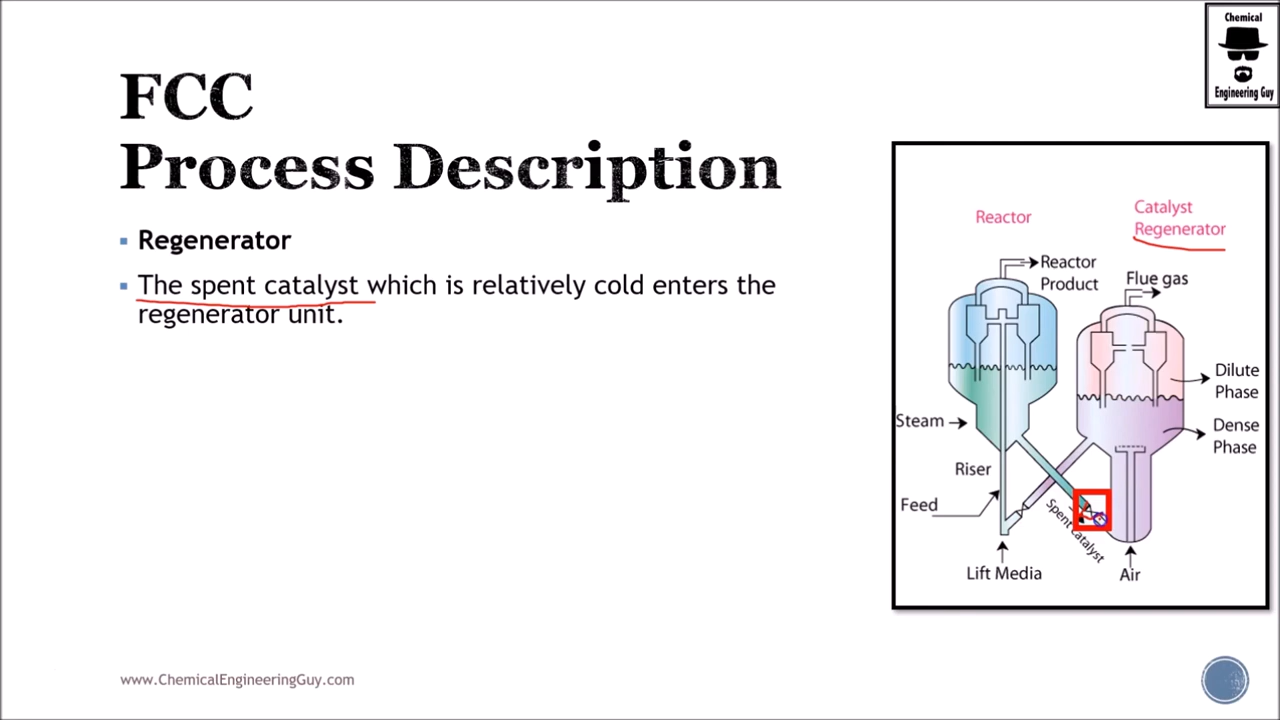 Chemical
Engineering Guy
FCC
Process Description
Regenerator
The spent catalyst which is relatively cold enters the
regenerator unit.
Reactor
Catalyst
Regenerator
Reactor
Product
Flue gas
Dilute
Phase
Dense
Phase
Steam
Riser
Feed
Spent catalyst
Lift Media
Air
www.ChemicalEngineeringGuy.com